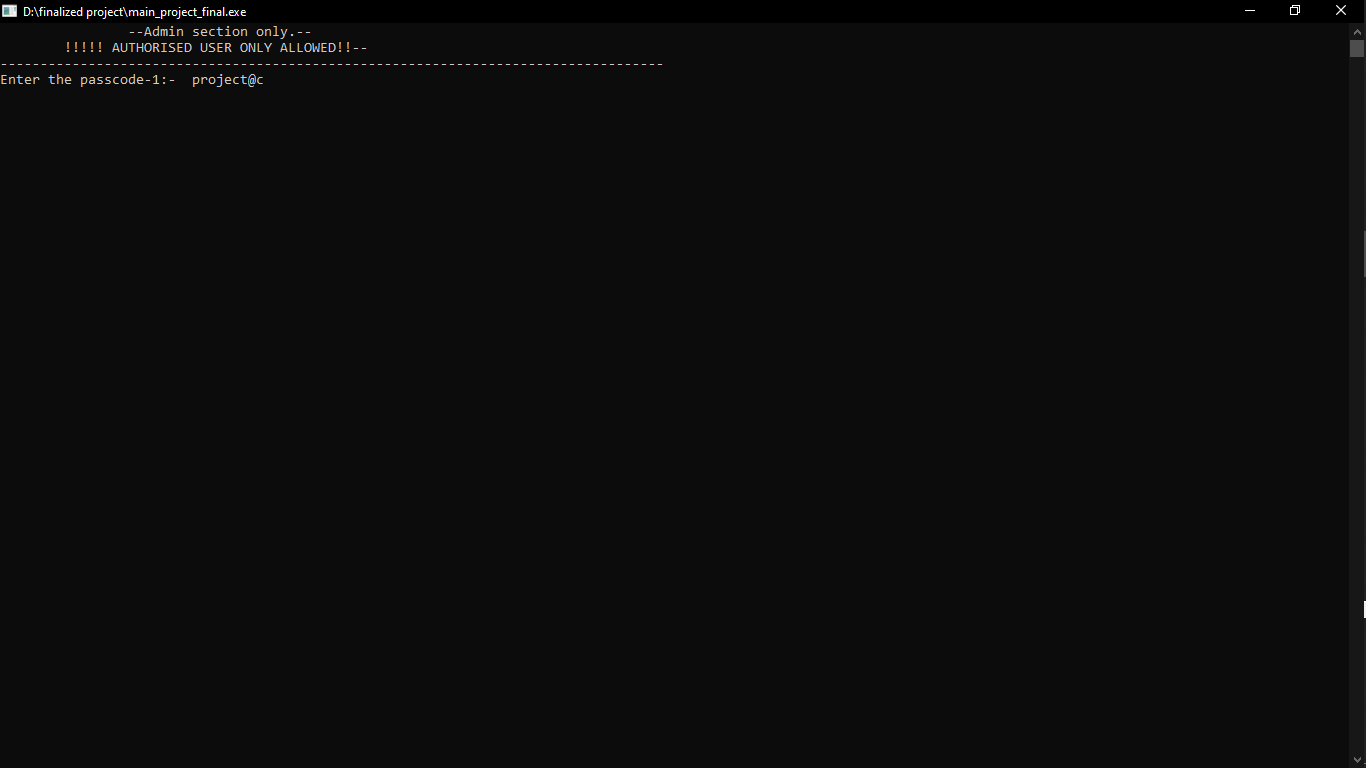 D:\finalized project\main_project_final.exe
--Admin section only.--
!!!!! AUTHORISED USER ONLY ALLOWED!!--
-----------------------------------------------------------------------------------
Enter the passcode-1:-  project@c